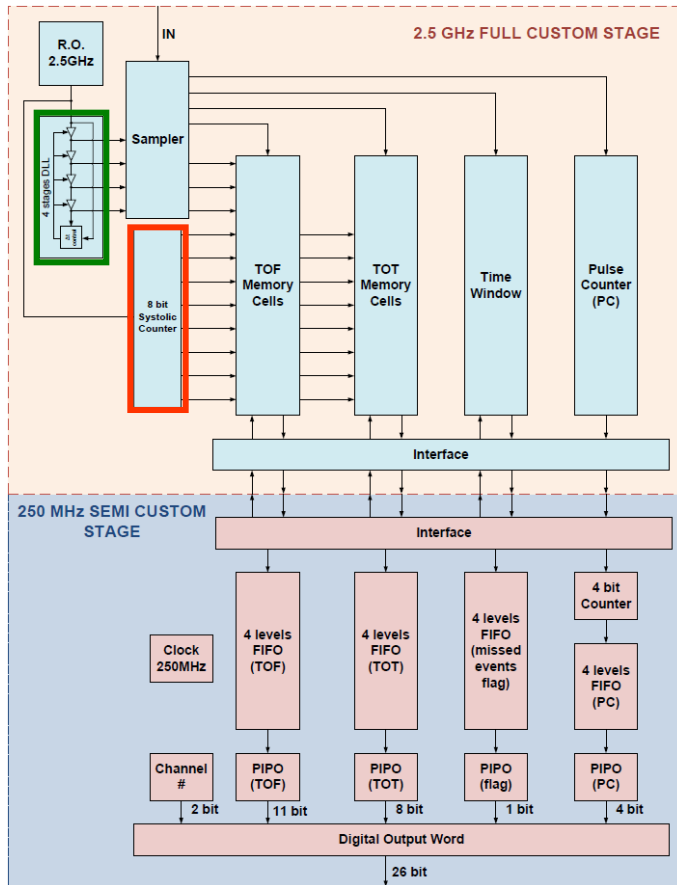 IN
2.5 GHz FULL CUSTOM STAGE
R.O.
2.5GHz
Sampler
4 stages DLL
Δt
control
8 bit
Systolic
Counter
TOF
Memory
Cells
TOT
Memory
Cells
Time
Window
Pulse
Counter
(PC)
Interface
250 MHz SEMI CUSTOM
STAGE
Interface
Clock
250MHz
4 levels
FIFO
(TOF)
4 levels
FIFO
(TOT)
4 levels
FIFO
(missed
events
flag)
4 bit
Counter
4 levels
FIFO
(PC)
Channel
#
PIPO
(TOF)
PIPO
(TOT)
PIPO
(flag)
PIPO
(PC)
2 bit
11 bit
8 bit
1 bit
4 bit
Digital Output Word
26 bit